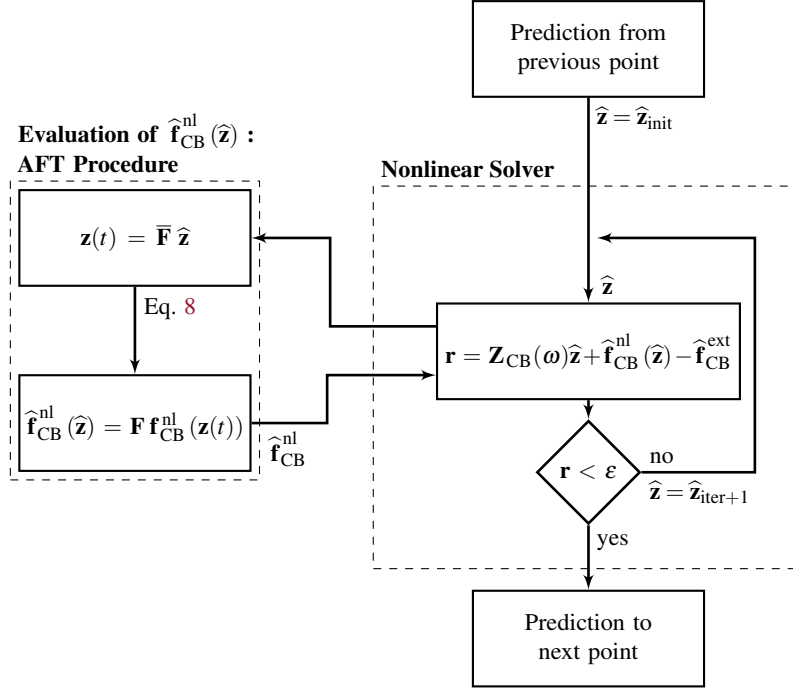 Prediction from
previous point
ẑ = ẑ_init
Evaluation of f̂_CB^nl (ẑ) :
AFT Procedure
Nonlinear Solver
z(t) = F̅ ẑ
ẑ
Eq. 8
r = Z_CB(ω)ẑ + f̂_CB^nl (ẑ) − f̂_CB^ext
f̂_CB^nl (ẑ) = F f_CB^nl (z(t))
f̂_CB^nl
r < ε
no
ẑ = ẑ_iter+1
yes
Prediction to
next point